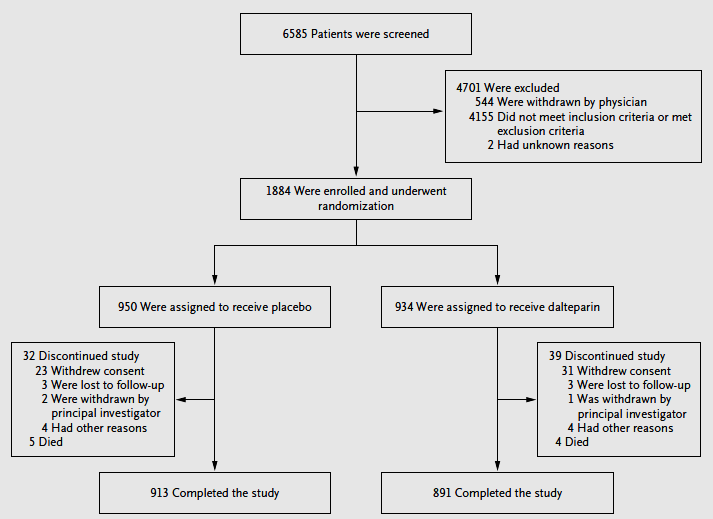 6585 Patients were screened
4701 Were excluded
544 Were withdrawn by physician
4155 Did not meet inclusion criteria or met
exclusion criteria
2 Had unknown reasons
1884 Were enrolled and underwent
randomization
950 Were assigned to receive placebo
934 Were assigned to receive dalteparin
32 Discontinued study
23 Withdrew consent
3 Were lost to follow-up
2 Were withdrawn by
principal investigator
4 Had other reasons
5 Died
39 Discontinued study
31 Withdrew consent
3 Were lost to follow-up
1 Was withdrawn by
principal investigator
4 Had other reasons
4 Died
913 Completed the study
891 Completed the study